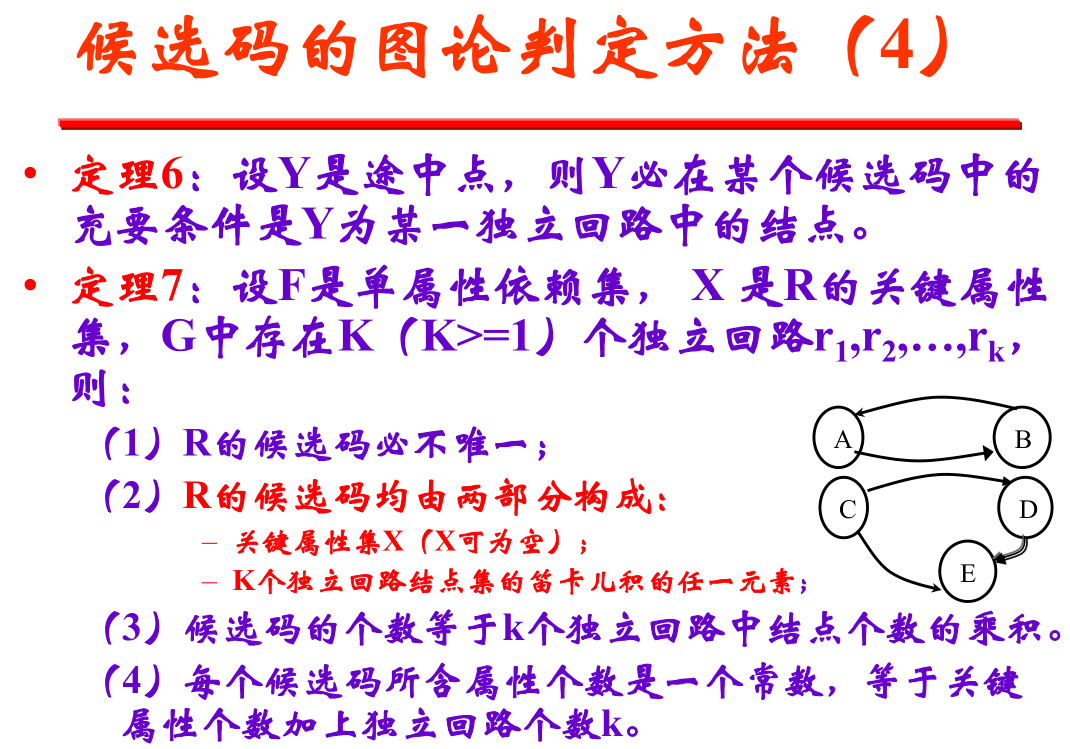 候选码的图论判定方法（4）
• 定理6：设Y是途中点，则Y必在某个候选码中的
充要条件是Y为某一独立回路中的结点。
• 定理7：设F是单属性依赖集， X 是R的关键属性
集，G中存在K（K>=1）个独立回路r1,r2,…,rk，
则：
（1）R的候选码必不唯一；
（2）R的候选码均由两部分构成：
– 关键属性集X（X可为空）；
– K个独立回路结点集的笛卡儿积的任一元素；
（3）候选码的个数等于k个独立回路中结点个数的乘积。
（4）每个候选码所含属性个数是一个常数，等于关键
属性个数加上独立回路个数k。
A
B
C
D
E